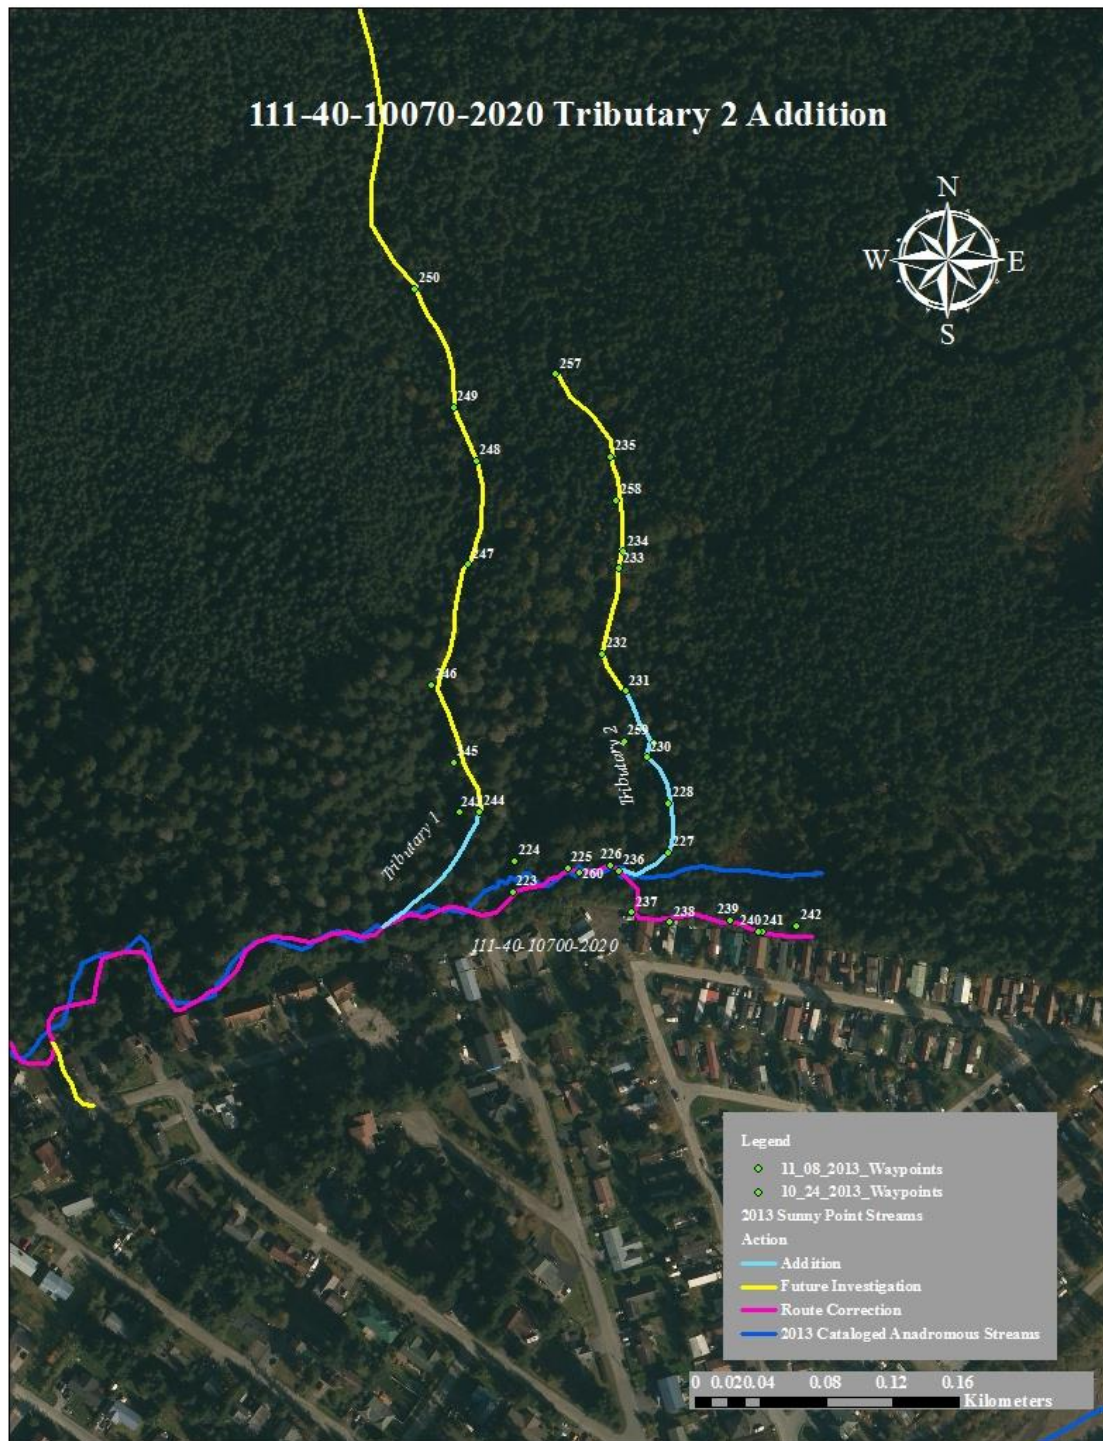 111-40-10070-2020 Tributary 2 Addition
N
W E
S
250
257
249
235
248
258
234
247
233
232
246
231
259
Tributary 2
230
245
228
243 244
Tributary 1
227
224
225
226
236
260
223
237
239
238
240 241
242
111-40-10700-2020
Legend
11_08_2013_Waypoints
10_24_2013_Waypoints
2013 Sunny Point Streams
Action
Addition
Future Investigation
Route Correction
2013 Cataloged Anadromous Streams
0 0.02 0.04 0.08 0.12 0.16
Kilometers